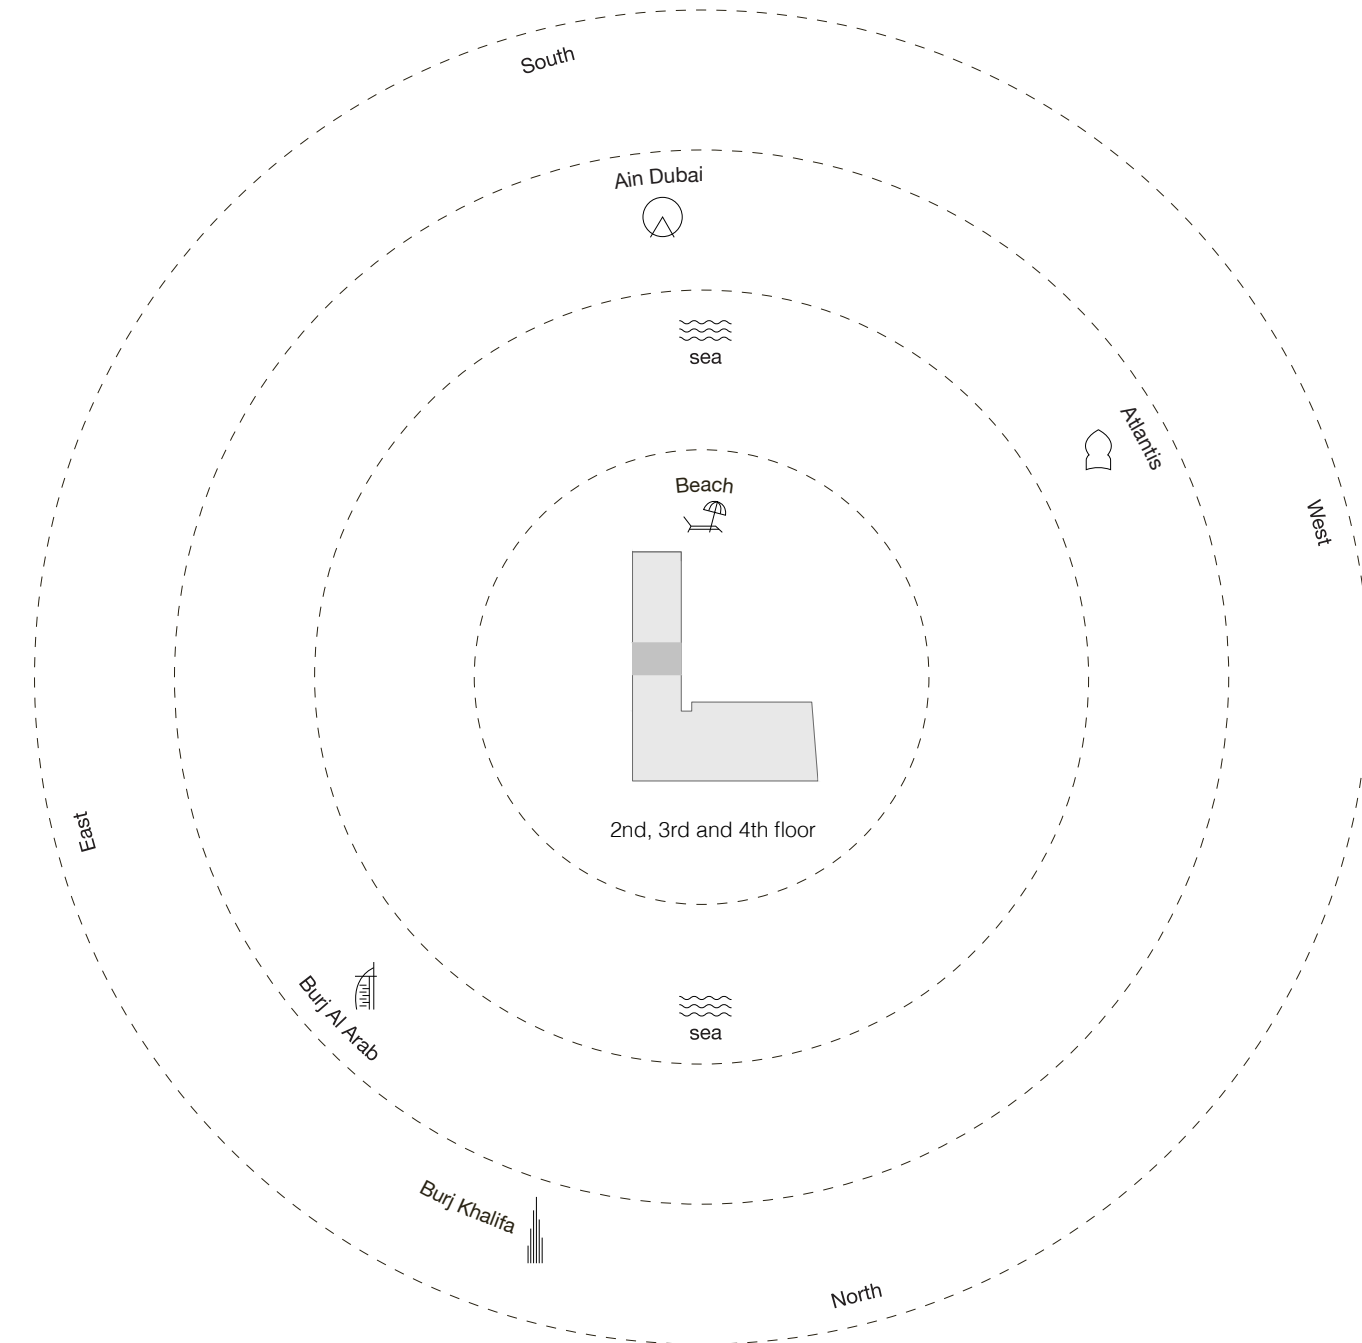 South
Ain Dubai
sea
Atlantis
Beach
West
East
2nd, 3rd and 4th floor
Burj Al Arab
sea
Burj Khalifa
North